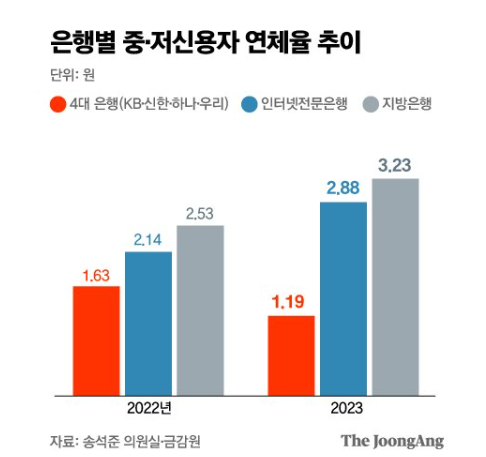 은행별 중·저신용자 연체율 추이
단위: 원
4대 은행(KB·신한·하나·우리) 인터넷전문은행 지방은행
1.63 2.14 2.53 1.19 2.88 3.23
2022년 2023
자료: 송석준 의원실·금감원 The JoongAng